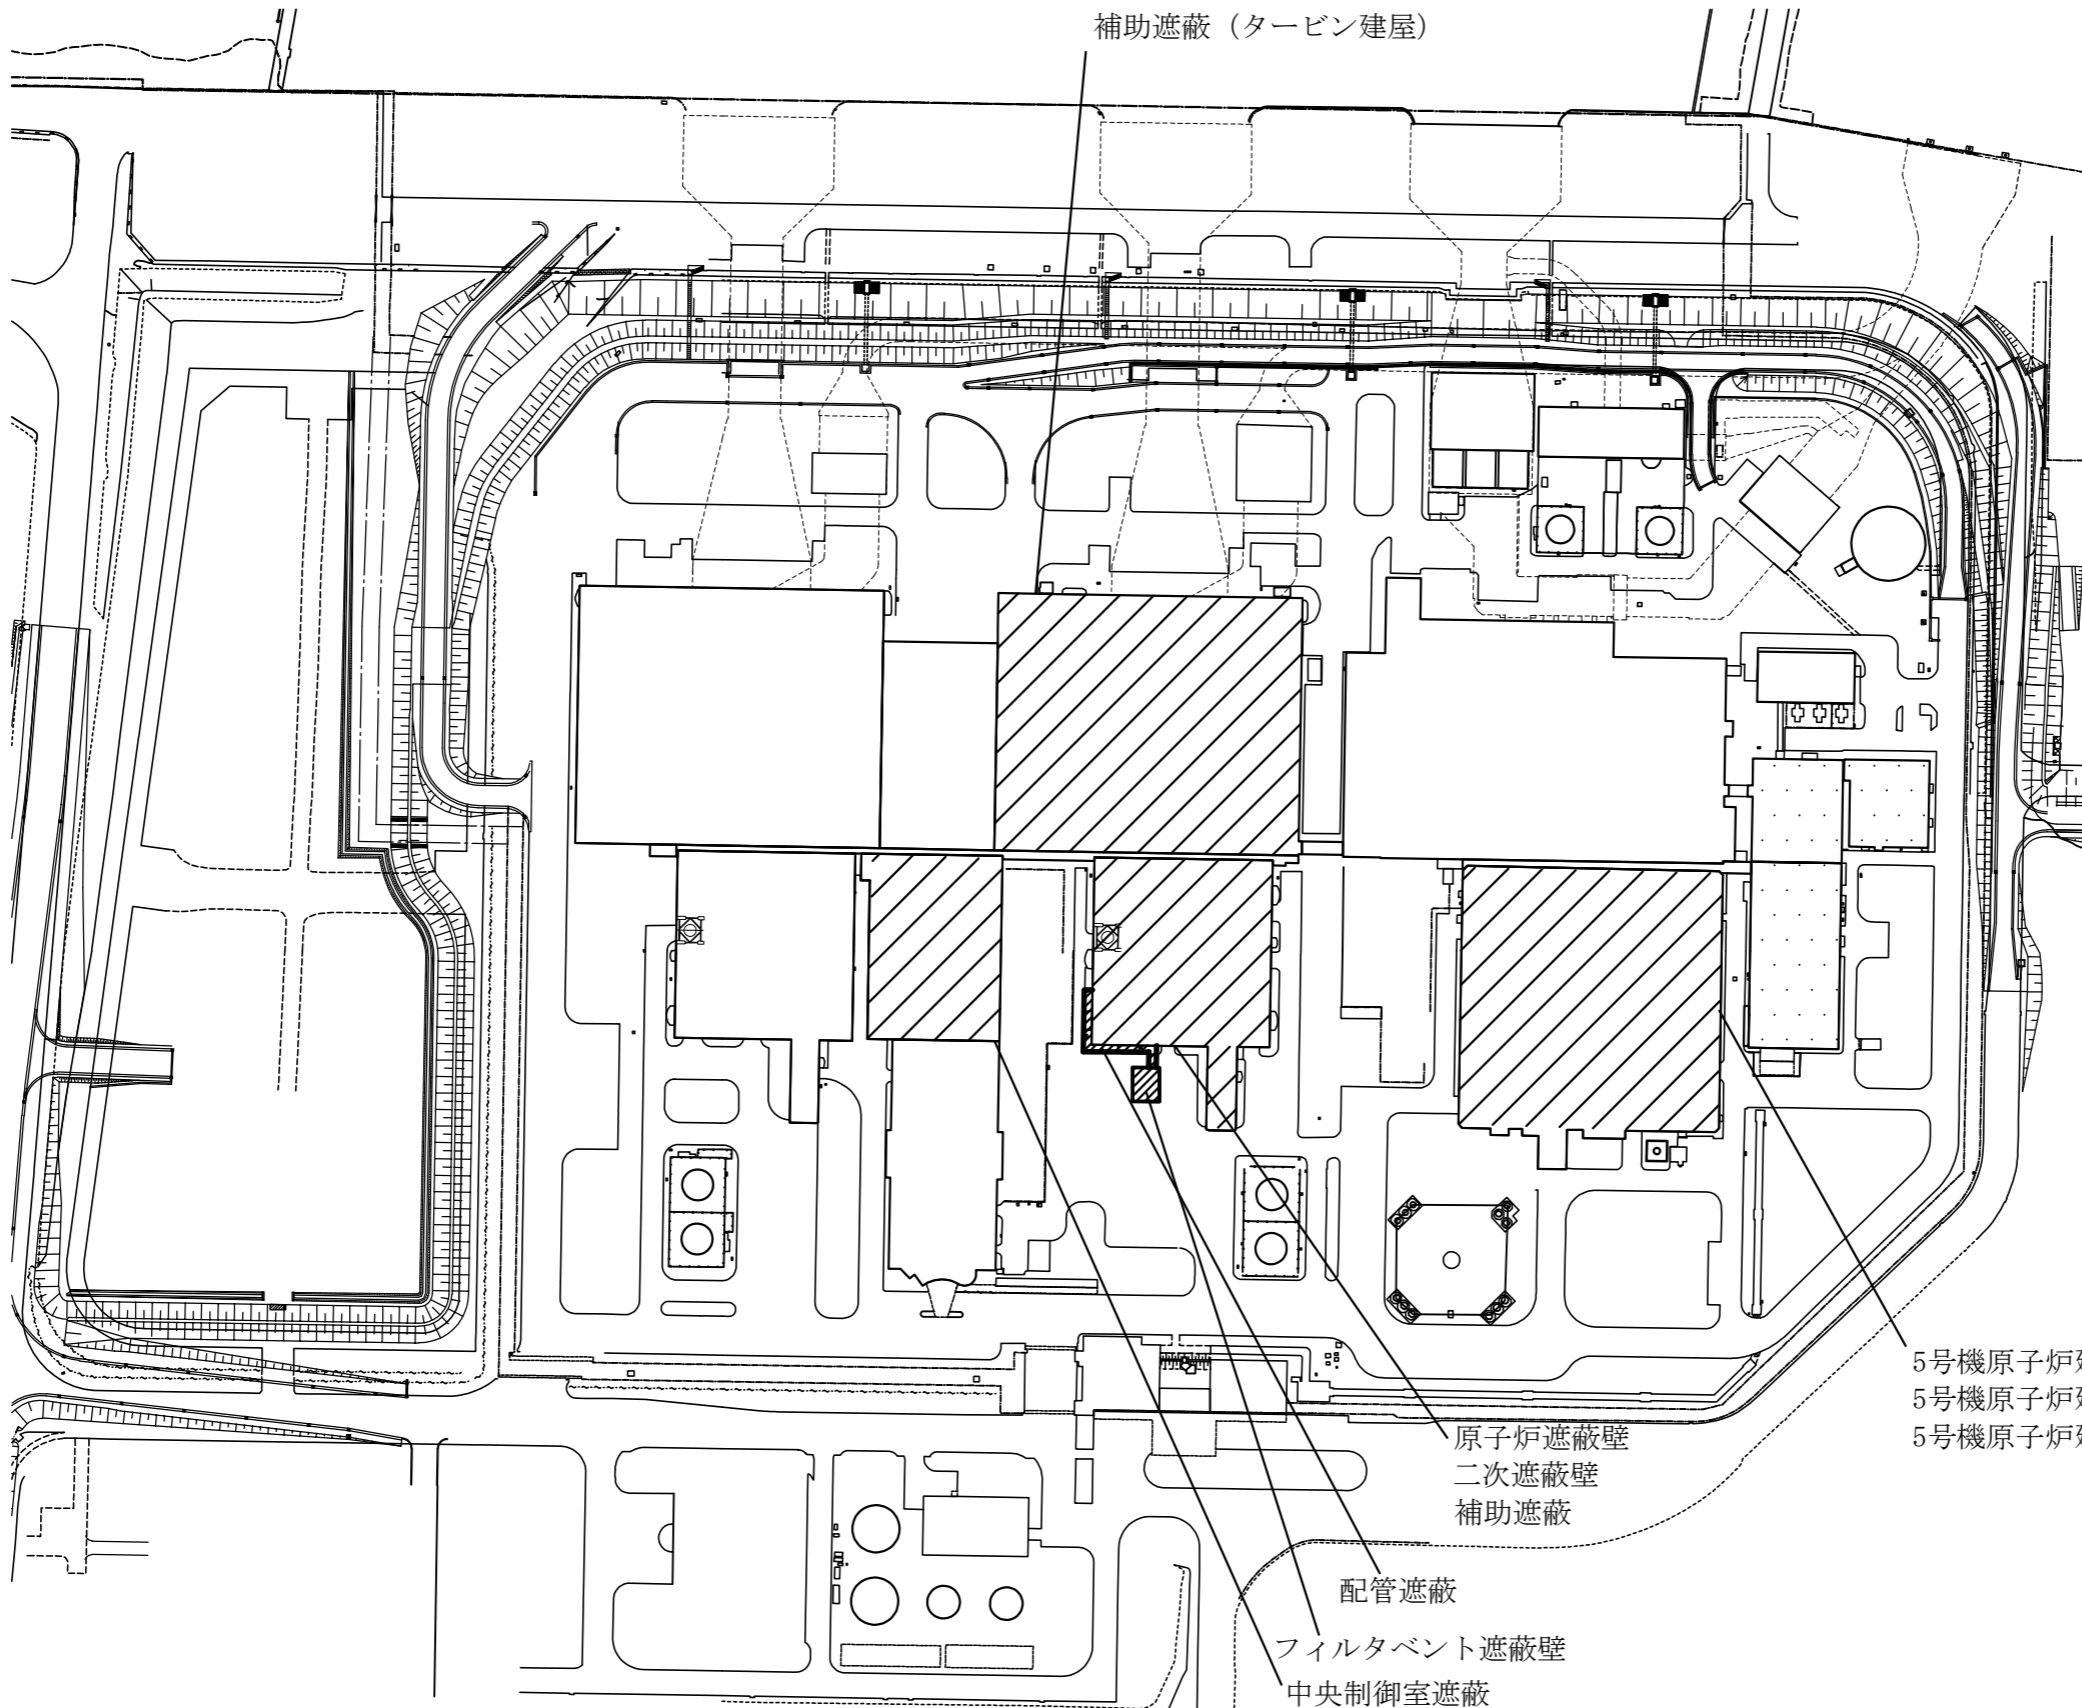 補助遮蔽（タービン建屋）
5号機原子炉
5号機原子炉
5号機原子炉
原子炉遮蔽壁
二次遮蔽壁
補助遮蔽
配管遮蔽
フィルタベント遮蔽壁
中央制御室遮蔽